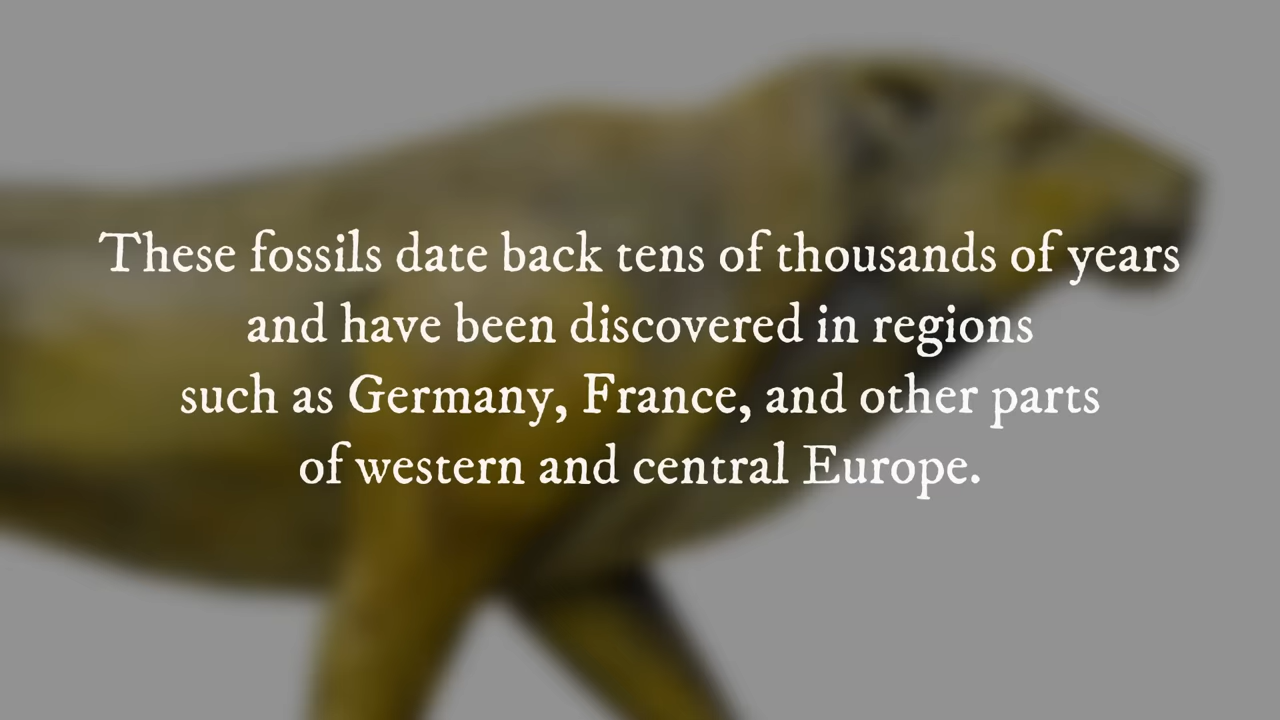 These fossils date back tens of thousands of years
and have been discovered in regions
such as Germany, France, and other parts
of western and central Europe.